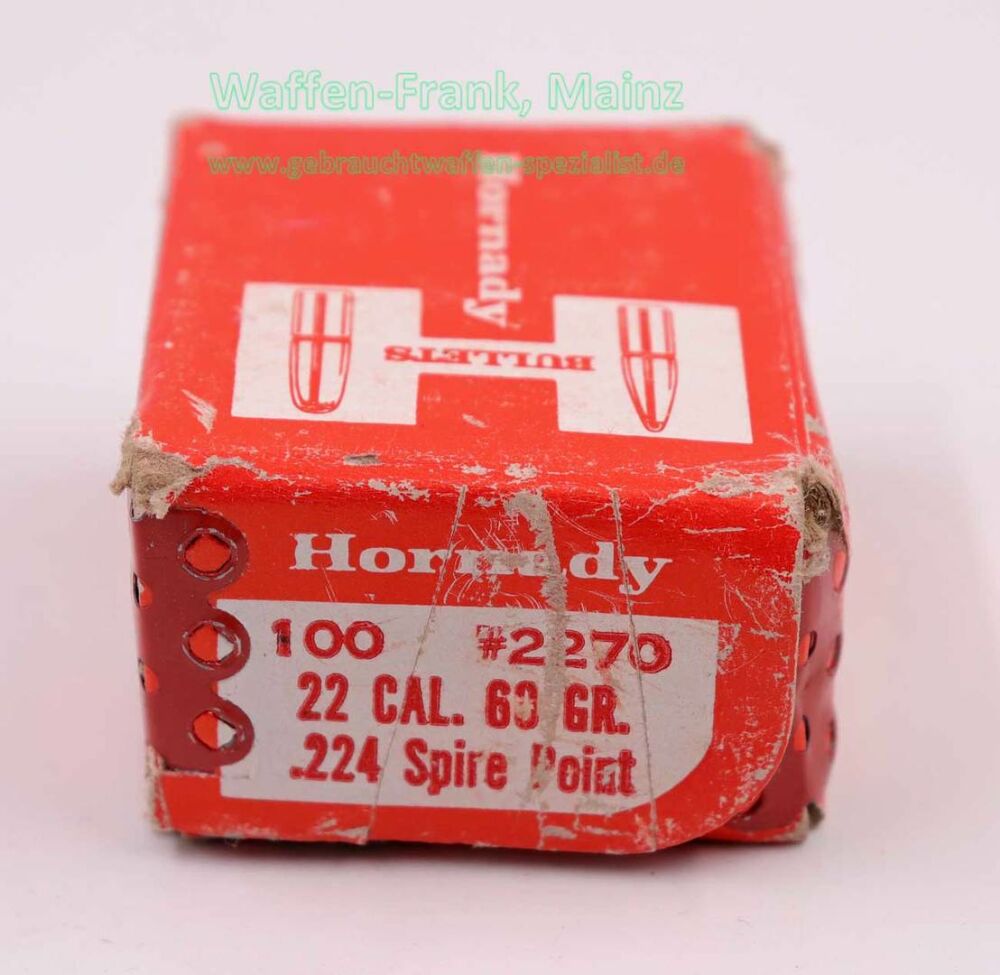 Waffen-Frank, Mainz
www.gebrauchtwaffen-spezialist.de
Hornady
BULLETS
Hornady
100 #2270
22 CAL. 60 GR.
.224 Spire Point